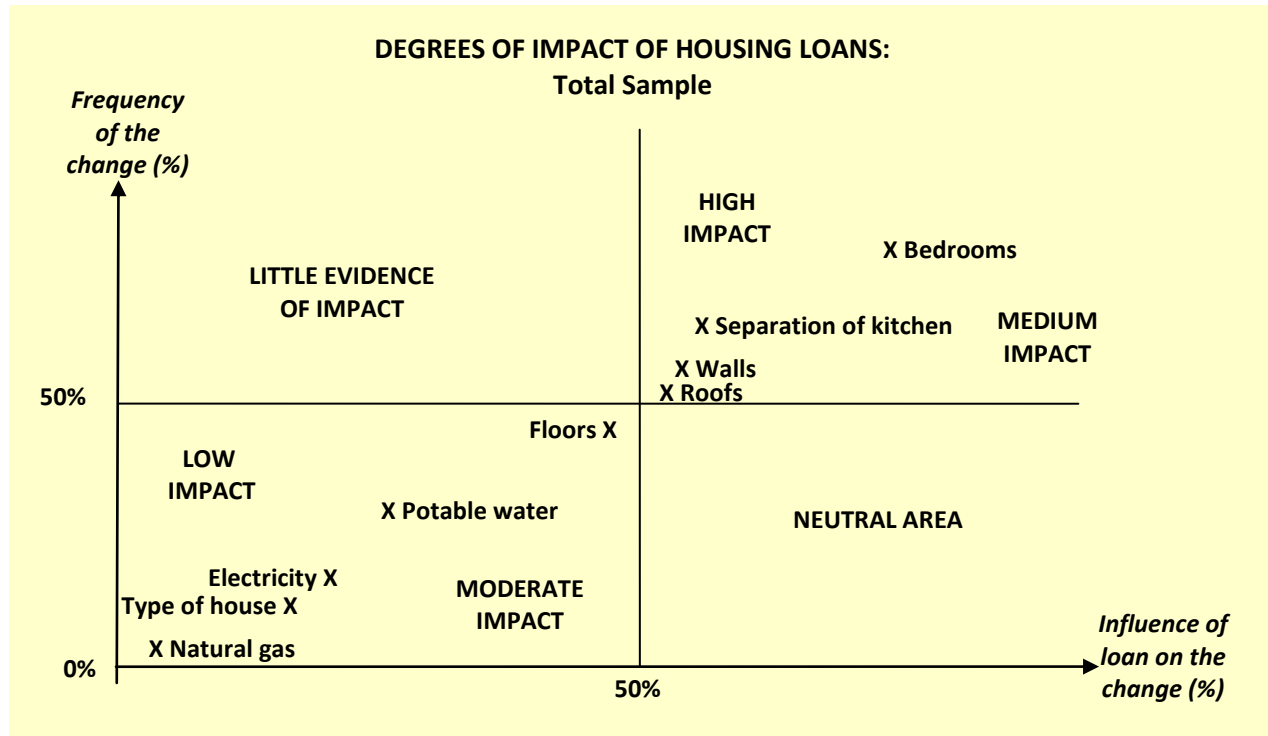 DEGREES OF IMPACT OF HOUSING LOANS:
Total Sample
Frequency
of the
change (%)
HIGH
IMPACT
X Bedrooms
LITTLE EVIDENCE
OF IMPACT
X Separation of kitchen
MEDIUM
IMPACT
X Walls
X Roofs
50%
Floors X
LOW
IMPACT
X Potable water
NEUTRAL AREA
Electricity X
Type of house X
MODERATE
IMPACT
X Natural gas
0%
50%
Influence of
loan on the
change (%)